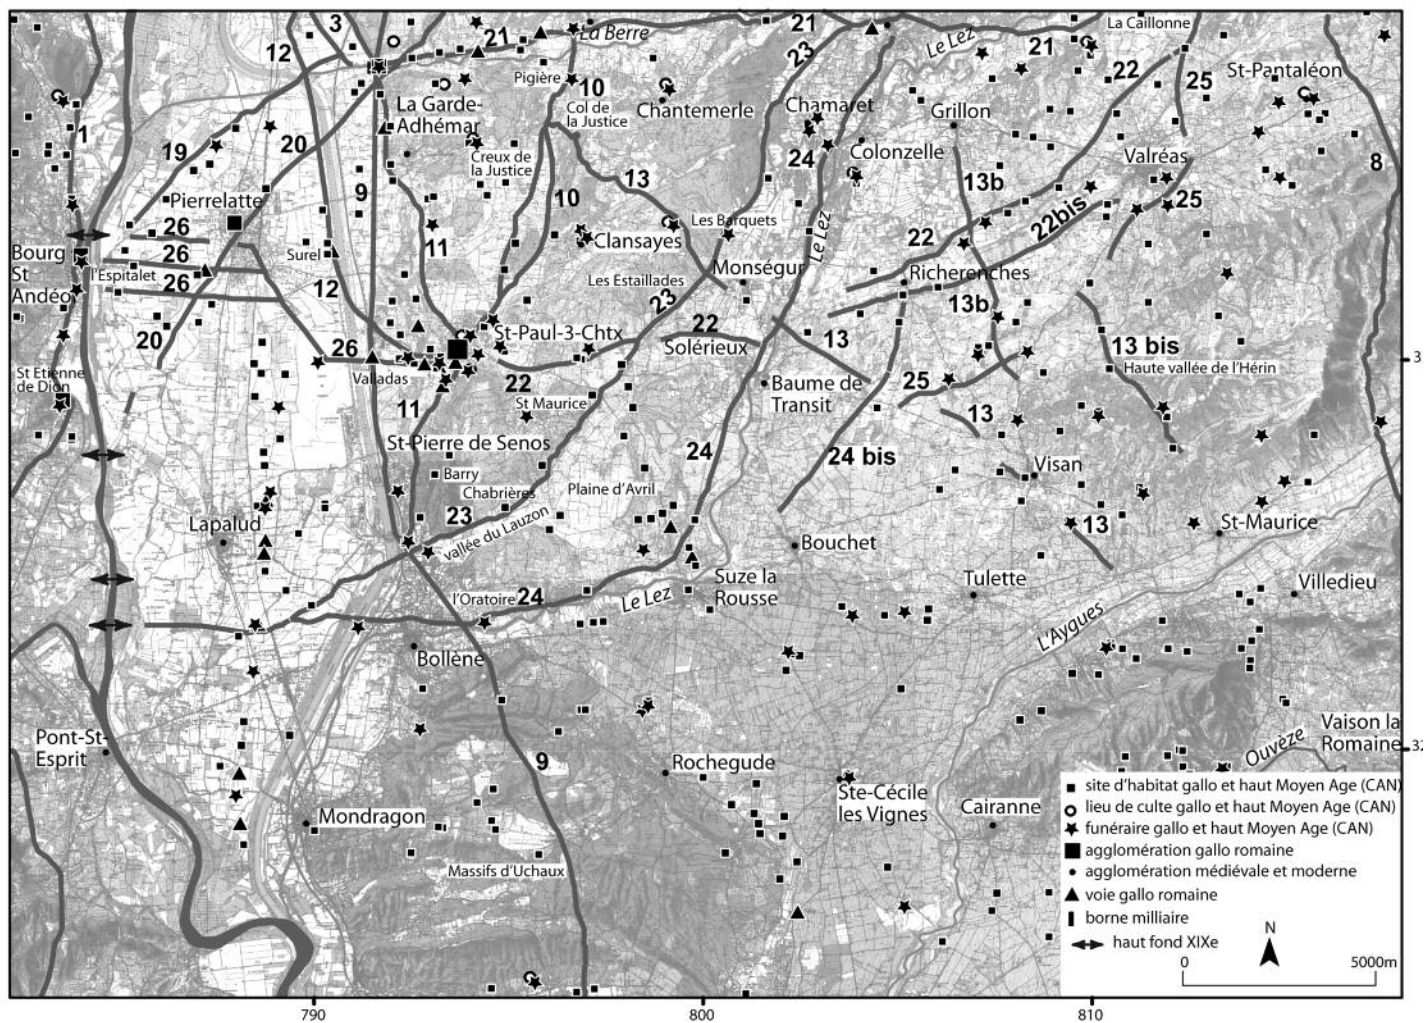 3
21
21
La Caillonne
12
La Berre
23
Le Lez
21
12
Pigière
10
22
25
St-Pantaléon
La Garde-
Adhémar
Col de
la Justice
Chantemerle
Chamaret
Grillon
1
19
20
Creux de
la Justice
24
Colonzelle
Valréas
8
9
13
13b
Pierrelatte
10
22bis
25
26
11
Les Barquets
Le Lez
Bourg
St
Andéol
26
Surel
Clansayes
22
l'Espitalet
26
Les Estaillades
Monségur
Richerenches
12
23
13b
20
26
St-Paul-3-Chtx
22
Solérieux
13
13 bis
St Etienne
de Dion
Valladas
22
Baume de
Transit
25
Haute vallée de l'Hérin
11
St Maurice
13
St-Pierre de Senos
24
24 bis
Barry
Visan
Chabrières
Plaine d'Avril
23
vallée du Lauzon
13
St-Maurice
Lapalud
Bouchet
l'Oratoire
24
Le Lez
Suze la
Rousse
Tulette
Villedieu
L'Aygues
Bollène
Pont-St-
Esprit
9
Rochegude
Vaison la
Romaine
Ouvèze
Ste-Cécile
les Vignes
Cairanne
Mondragon
Massifs d'Uchaux
3
32
site d'habitat gallo et haut Moyen Age (CAN)
lieu de culte gallo et haut Moyen Age (CAN)
funéraire gallo et haut Moyen Age (CAN)
agglomération gallo romaine
agglomération médiévale et moderne
voie gallo romaine
borne milliaire
haut fond XIXe
N
0
5000m
790
800
810